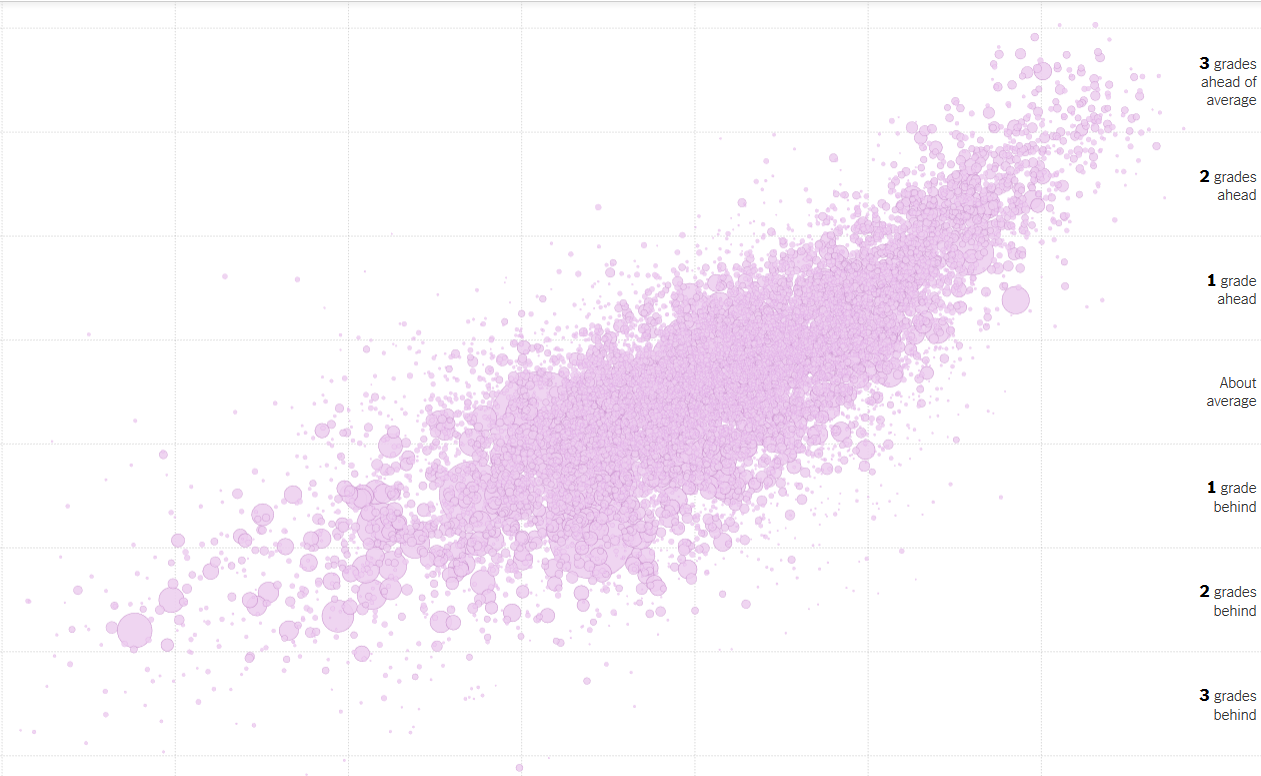 3 grades
ahead of
average
2 grades
ahead
1 grade
ahead
About
average
1 grade
behind
2 grades
behind
3 grades
behind